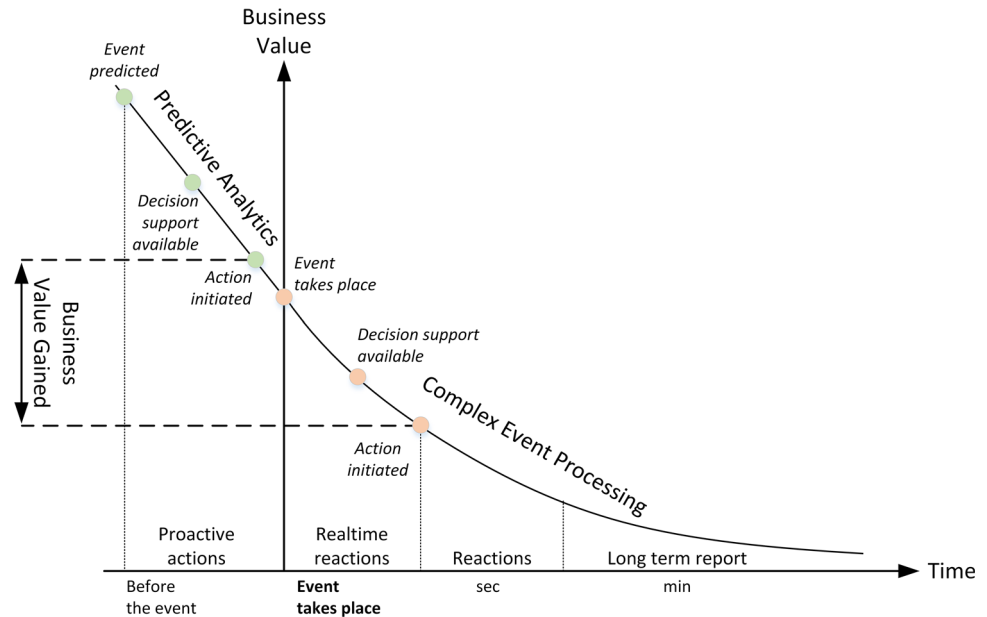 Business
Value
Event
predicted
Predictive Analytics
Decision
support
available
Action
initiated
Event
takes place
Business
Value Gained
Decision support
available
Complex Event Processing
Action
initiated
Proactive
actions
Realtime
reactions
Reactions
Long term report
Time
Before
the event
Event
takes place
sec
min